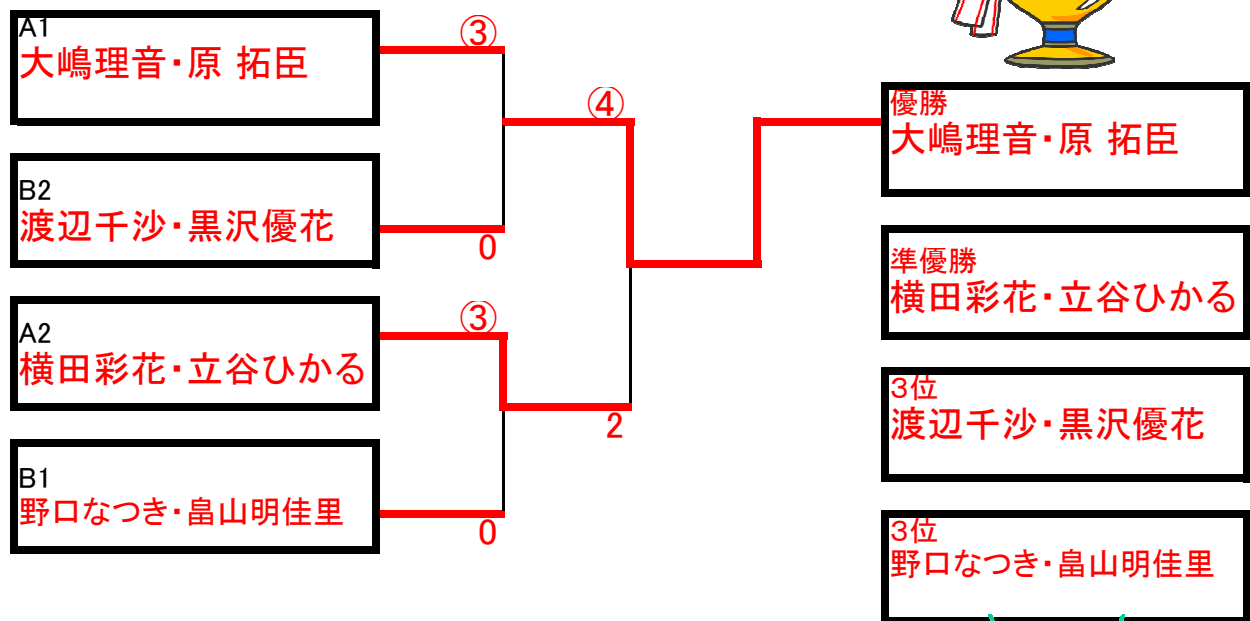 A1
大嶋理音・原 拓臣
③
B2
渡辺千沙・黒沢優花
0
A2
横田彩花・立谷ひかる
③
B1
野口なつき・畠山明佳里
0
④
2
優勝
大嶋理音・原 拓臣
準優勝
横田彩花・立谷ひかる
3位
渡辺千沙・黒沢優花
3位
野口なつき・畠山明佳里